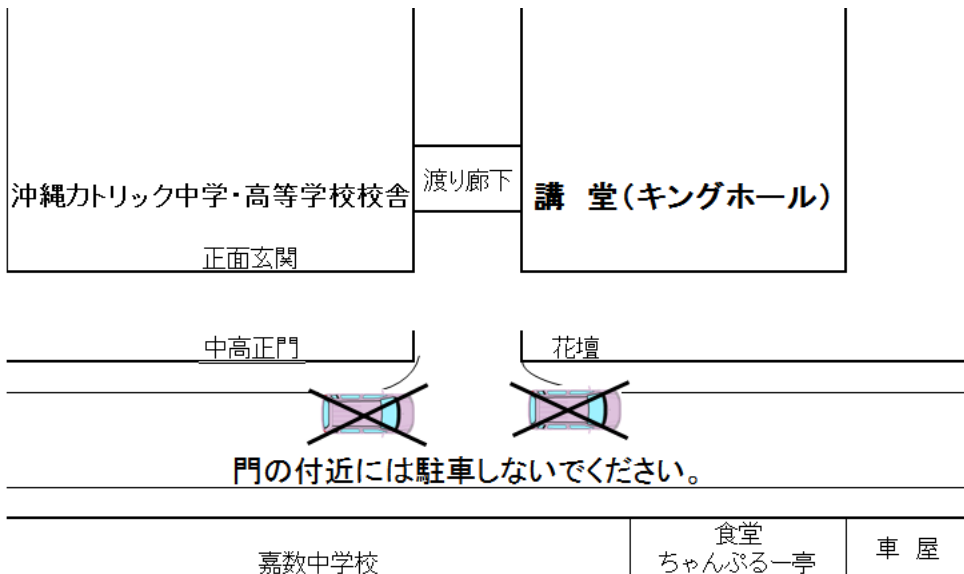 渡り廊下
沖縄カトリック中学・高等学校校舎
講 堂(キングホール)
正面玄関
中高正門
花壇
門の付近には駐車しないでください。
嘉数中学校
食堂
ちゃんぷるー亭
車 屋